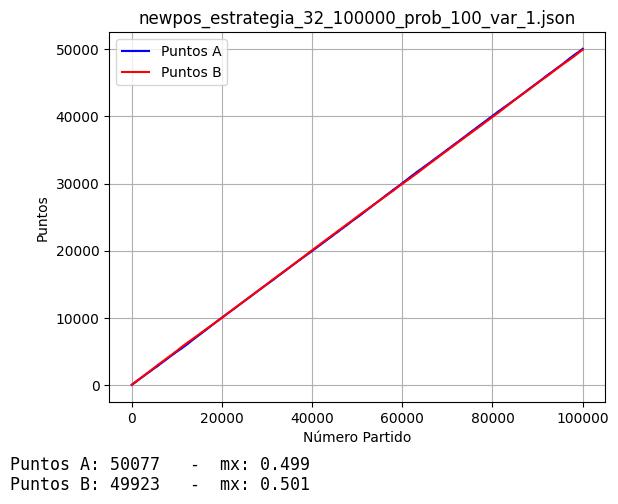 newpos_estrategia_32_100000_prob_100_var_1.json
Puntos A
Puntos B
50000
40000
30000
20000
10000
0
Puntos
0 20000 40000 60000 80000 100000
Número Partido
Puntos A: 50077 - mx: 0.499
Puntos B: 49923 - mx: 0.501